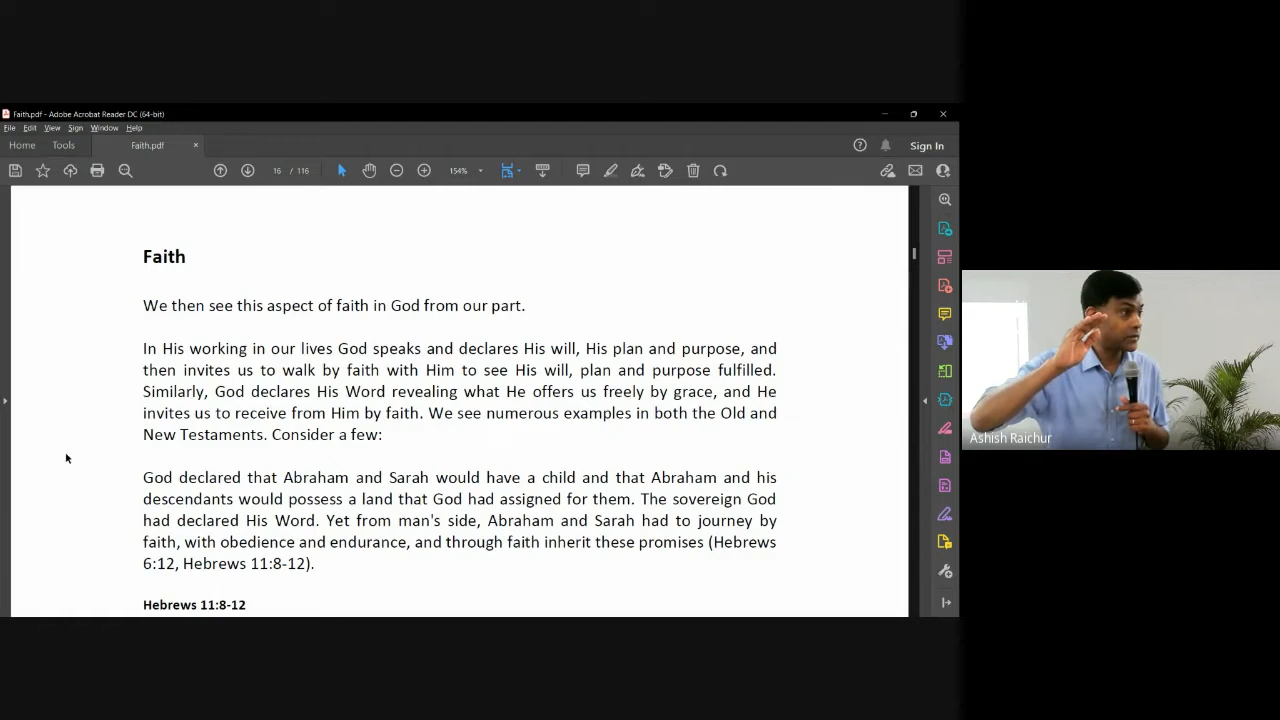 Faith.pdf - Adobe Acrobat Reader DC (64-bit)
File Edit View Sign Window Help
Home Tools Faith.pdf × Sign In
16 / 116 154%
Faith
We then see this aspect of faith in God from our part.
In His working in our lives God speaks and declares His will, His plan and purpose, and
then invites us to walk by faith with Him to see His will, plan and purpose fulfilled.
Similarly, God declares His Word revealing what He offers us freely by grace, and He
invites us to receive from Him by faith. We see numerous examples in both the Old and
New Testaments. Consider a few:
God declared that Abraham and Sarah would have a child and that Abraham and his
descendants would possess a land that God had assigned for them. The sovereign God
had declared His Word. Yet from man's side, Abraham and Sarah had to journey by
faith, with obedience and endurance, and through faith inherit these promises (Hebrews
6:12, Hebrews 11:8-12).
Hebrews 11:8-12
Ashish Raichur